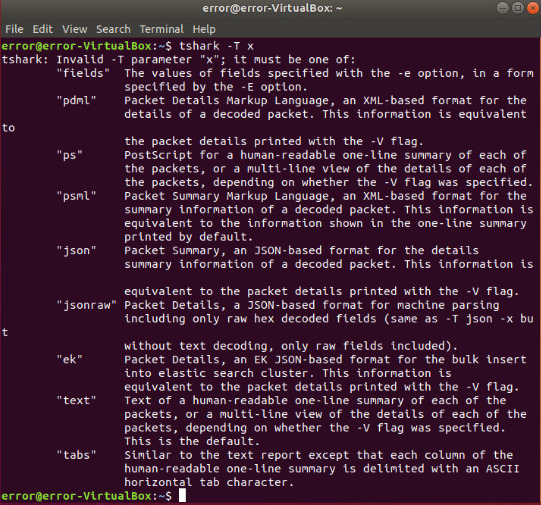 error@error-VirtualBox: ~
File Edit View Search Terminal Help
error@error-VirtualBox:~$ tshark -T x
tshark: Invalid -T parameter "x"; it must be one of:
"fields" The values of fields specified with the -e option, in a form
specified by the -E option.
"pdml" Packet Details Markup Language, an XML-based format for the
details of a decoded packet. This information is equivalent
to
the packet details printed with the -V flag.
"ps" PostScript for a human-readable one-line summary of each of
the packets, or a multi-line view of the details of each of
the packets, depending on whether the -V flag was specified.
"psml" Packet Summary Markup Language, an XML-based format for the
summary information of a decoded packet. This information is
equivalent to the information shown in the one-line summary
printed by default.
"json" Packet Summary, an JSON-based format for the details
summary information of a decoded packet. This information is
equivalent to the packet details printed with the -V flag.
"jsonraw" Packet Details, a JSON-based format for machine parsing
including only raw hex decoded fields (same as -T json -x bu
t
without text decoding, only raw fields included).
"ek" Packet Details, an EK JSON-based format for the bulk insert
into elastic search cluster. This information is
equivalent to the packet details printed with the -V flag.
"text" Text of a human-readable one-line summary of each of the
packets, or a multi-line view of the details of each of the
packets, depending on whether the -V flag was specified.
This is the default.
"tabs" Similar to the text report except that each column of the
human-readable one-line summary is delimited with an ASCII
horizontal tab character.
error@error-VirtualBox:~$